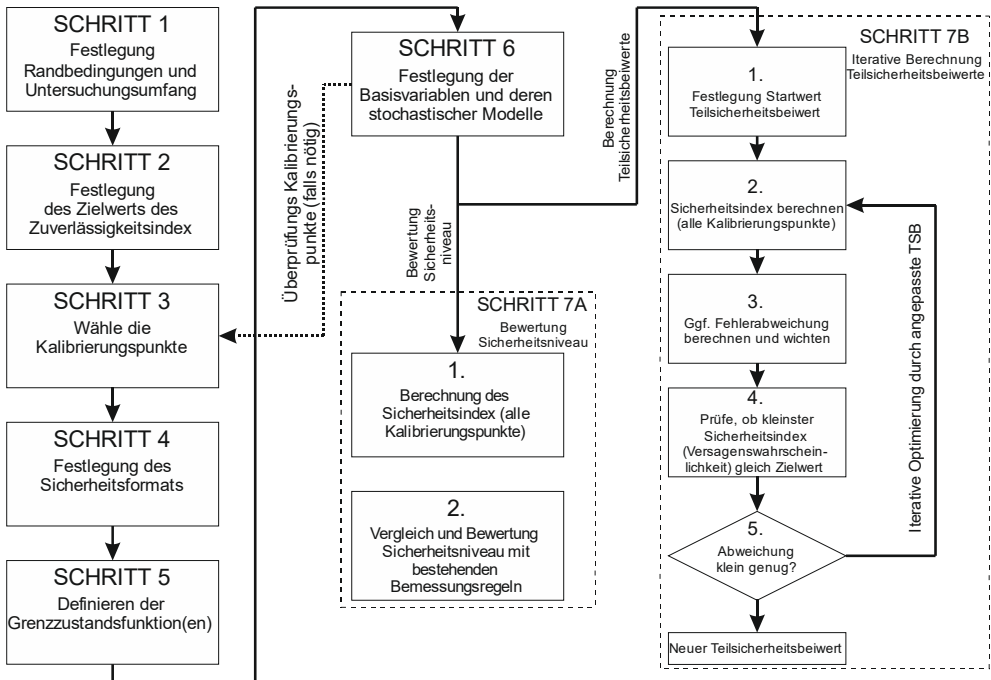 SCHRITT 1
Festlegung
Randbedingungen und
Untersuchungsumfang
SCHRITT 2
Festlegung
des Zielwerts des
Zuverlässigkeitsindex
SCHRITT 3
Wähle die
Kalibrierungspunkte
SCHRITT 4
Festlegung des
Sicherheitsformats
SCHRITT 5
Definieren der
Grenzzustandsfunktion(en)
SCHRITT 6
Festlegung der
Basisvariablen und deren
stochastischer Modelle
Überprüfungs Kalibrierungs-
punkte (falls nötig)
Bewertung
Sicherheits-
niveau
Berechnung
Teilsicherheitsbeiwerte
SCHRITT 7A
Bewertung
Sicherheitsniveau
1.
Berechnung des
Sicherheitsindex (alle
Kalibrierungspunkte)
2.
Vergleich und Bewertung
Sicherheitsniveau mit
bestehenden
Bemessungsregeln
SCHRITT 7B
Iterative Berechnung
Teilsicherheitsbeiwerte
1.
Festlegung Startwert
Teilsicherheitsbeiwert
2.
Sicherheitsindex berechnen
(alle Kalibrierungspunkte)
3.
Ggf. Fehlerabweichung
berechnen und wichten
4.
Prüfe, ob kleinster
Sicherheitsindex
(Versagenswahrschein-
lichkeit) gleich Zielwert
5.
Abweichung
klein genug?
Neuer Teilsicherheitsbeiwert
Iterative Optimierung durch angepasste TSB